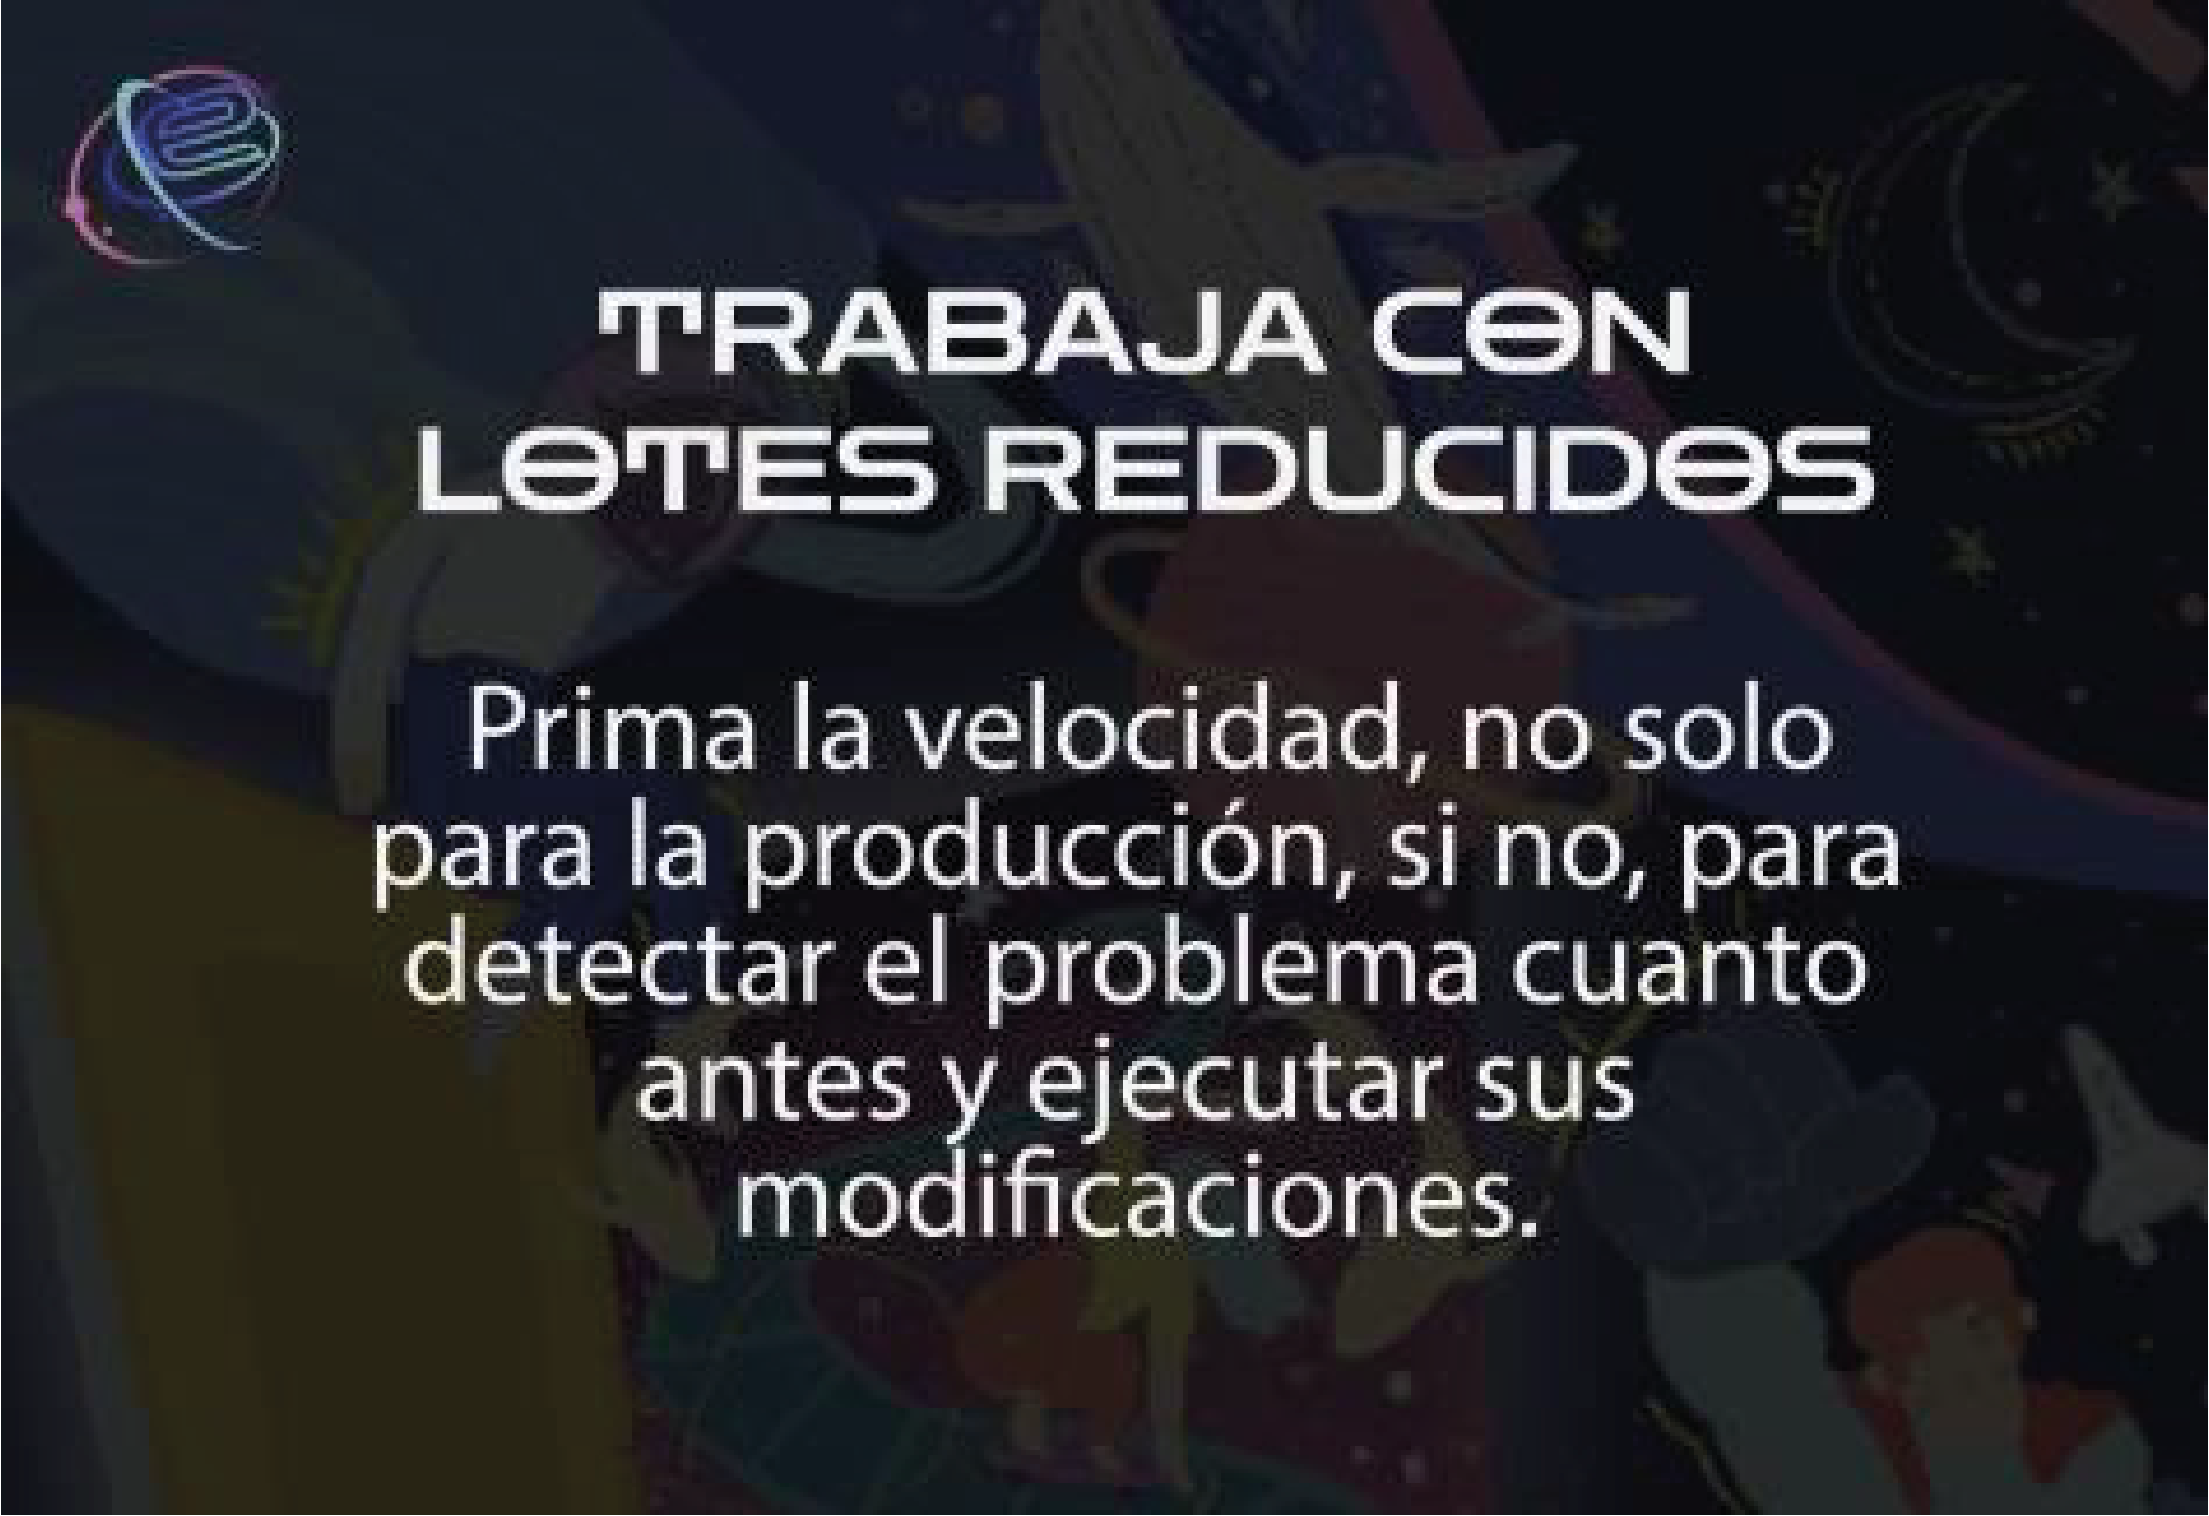 TRABAJA CON
LOTES REDUCIDOS
Prima la velocidad, no solo
para la producción, si no, para
detectar el problema cuanto
antes y ejecutar sus
modificaciones.